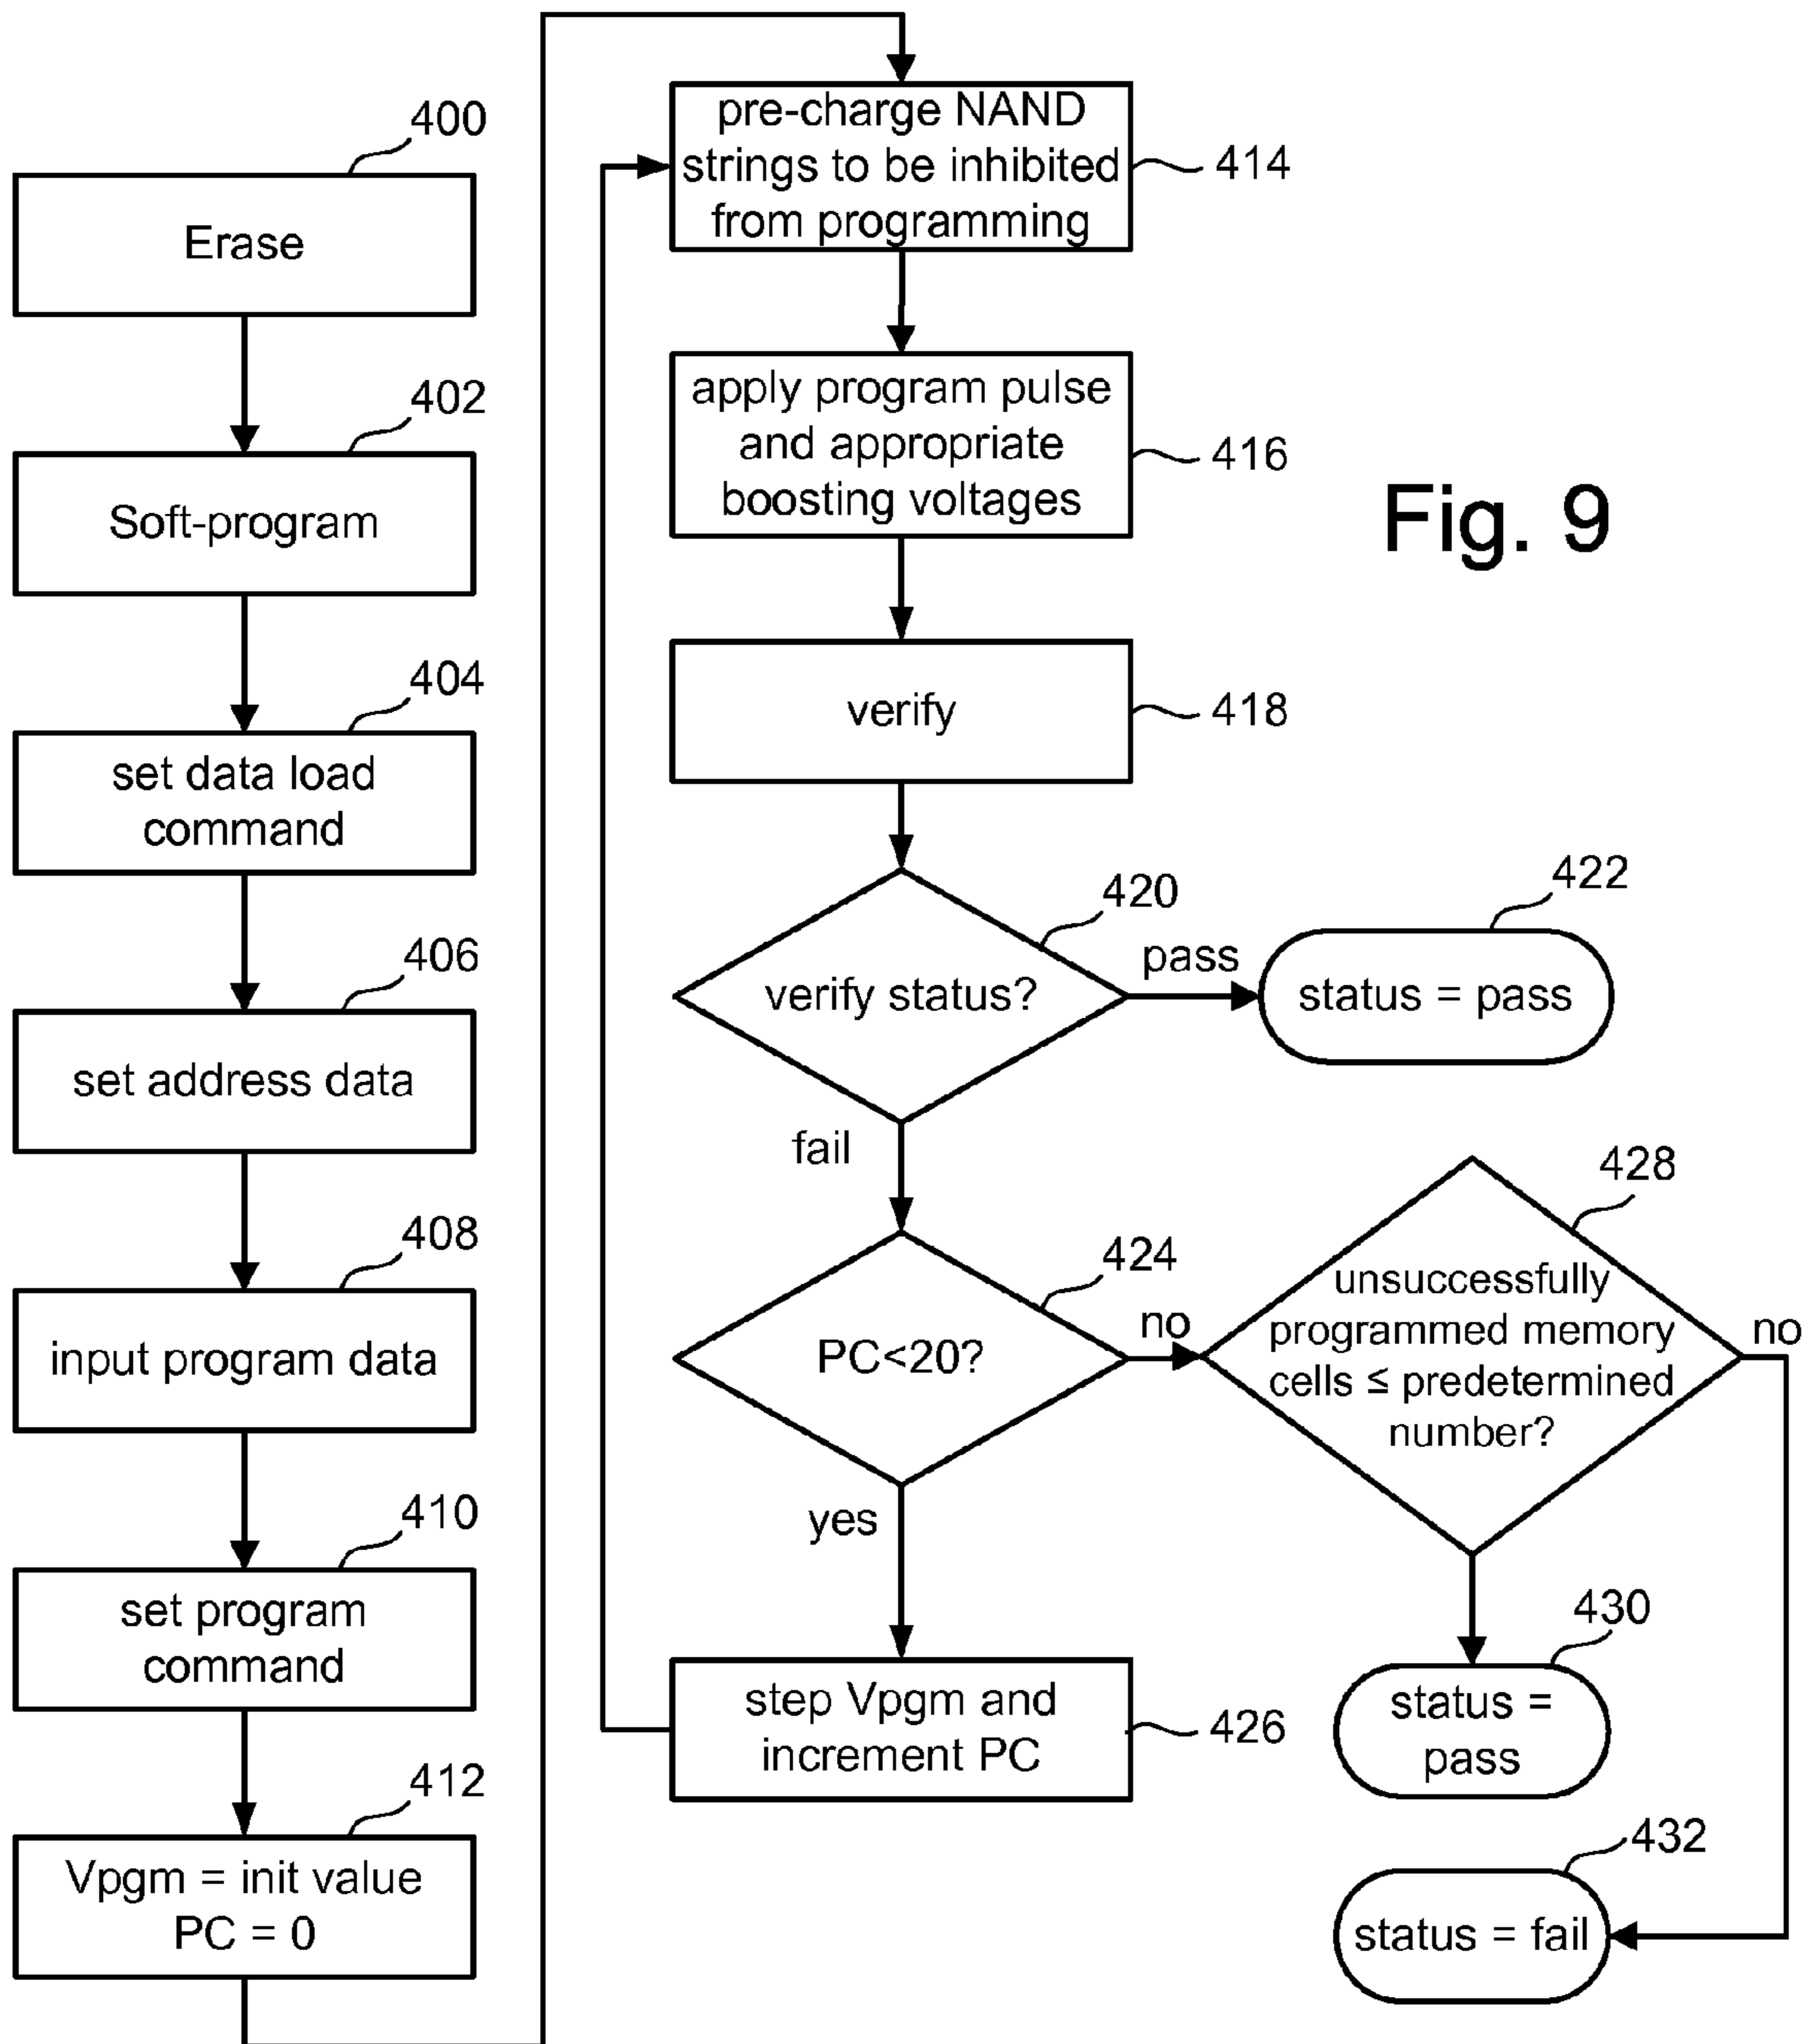 400
Erase
402
Soft-program
404
set data load
command
406
set address data
408
input program data
410
set program
command
412
Vpgm = init value
PC = 0
pre-charge NAND
strings to be inhibited
from programming
414
apply program pulse
and appropriate
boosting voltages
416
Fig. 9
verify
418
420
verify status?
pass
422
status = pass
fail
424
PC<20?
no
428
unsuccessfully
programmed memory
cells ≤ predetermined
number?
no
yes
step Vpgm and
increment PC
426
430
status =
pass
432
status = fail